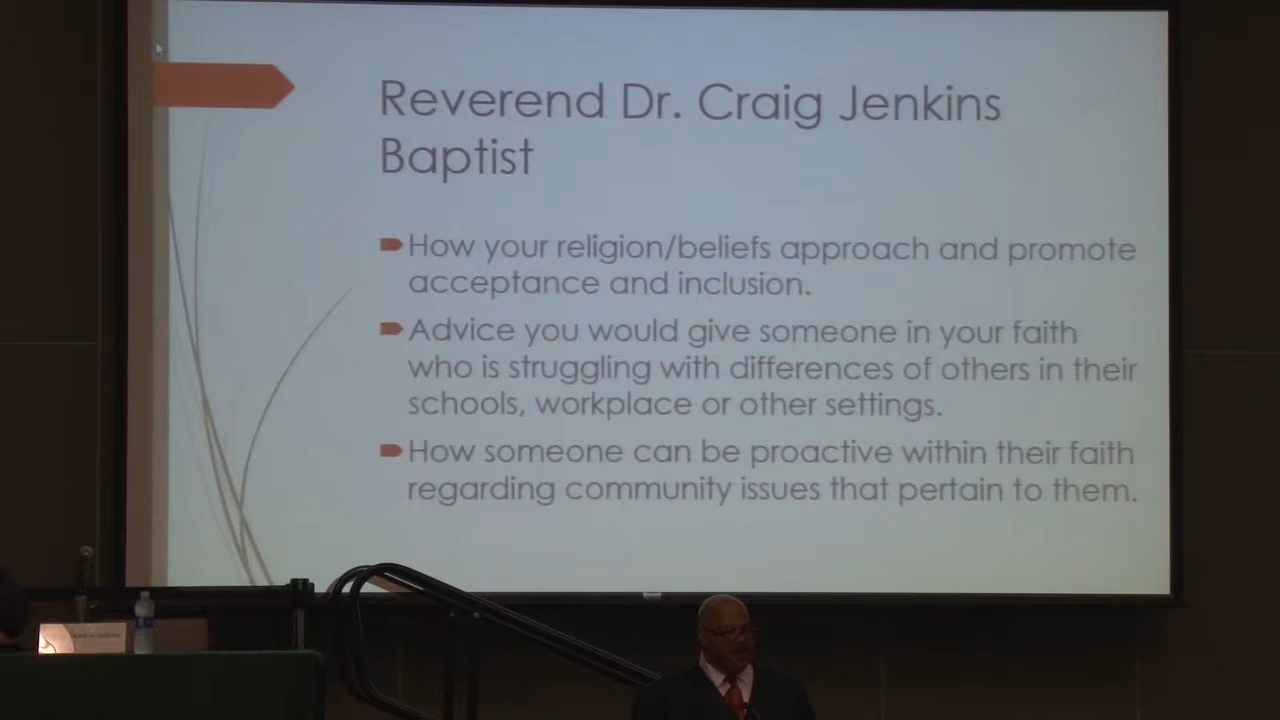 Reverend Dr. Craig Jenkins
Baptist
How your religion/beliefs approach and promote
acceptance and inclusion.
Advice you would give someone in your faith
who is struggling with differences of others in their
schools, workplace or other settings.
How someone can be proactive within their faith
regarding community issues that pertain to them.